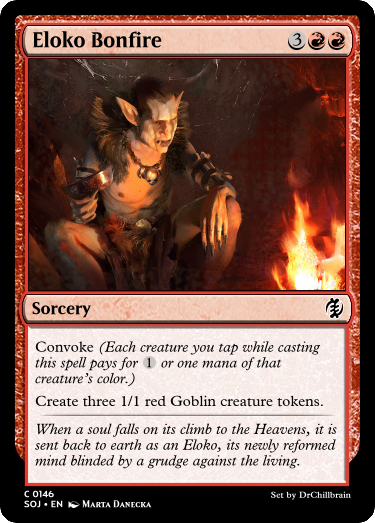 Eloko Bonfire 3
Sorcery
Convoke (Each creature you tap while casting
this spell pays for 1 or one mana of that
creature's color.)
Create three 1/1 red Goblin creature tokens.
When a soul falls on its climb to the Heavens, it is
sent back to earth as an Eloko, its newly reformed
mind blinded by a grudge against the living.
C 0146
SOJ • EN Marta Danecka
Set by DrChillbrain